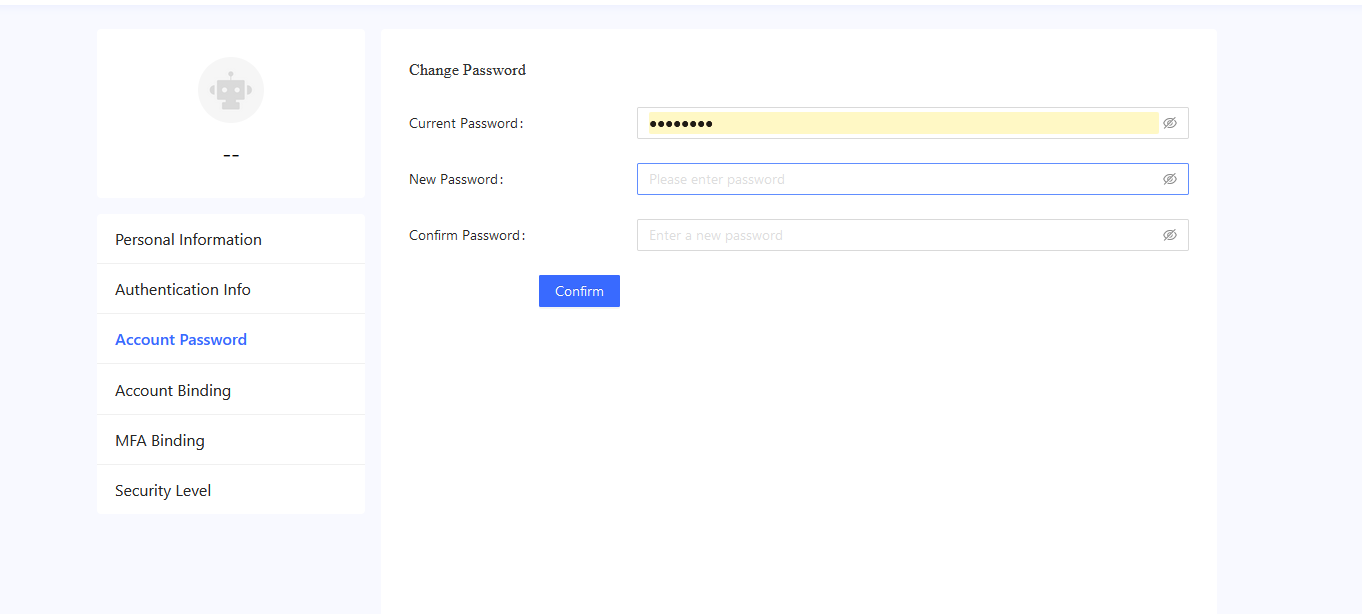 --
Personal Information
Authentication Info
Account Password
Account Binding
MFA Binding
Security Level
Change Password
Current Password:
••••••••
New Password:
Please enter password
Confirm Password:
Enter a new password
Confirm